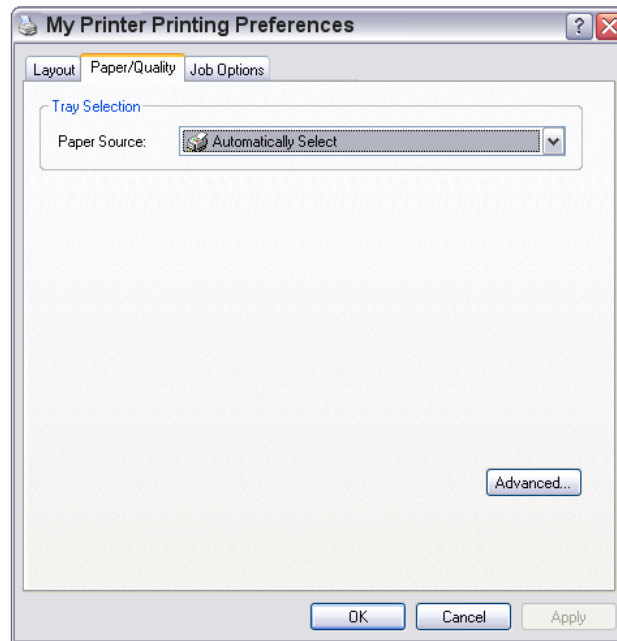 My Printer Printing Preferences
?
Layout Paper/Quality Job Options
Tray Selection
Paper Source: Automatically Select
Advanced...
OK Cancel Apply